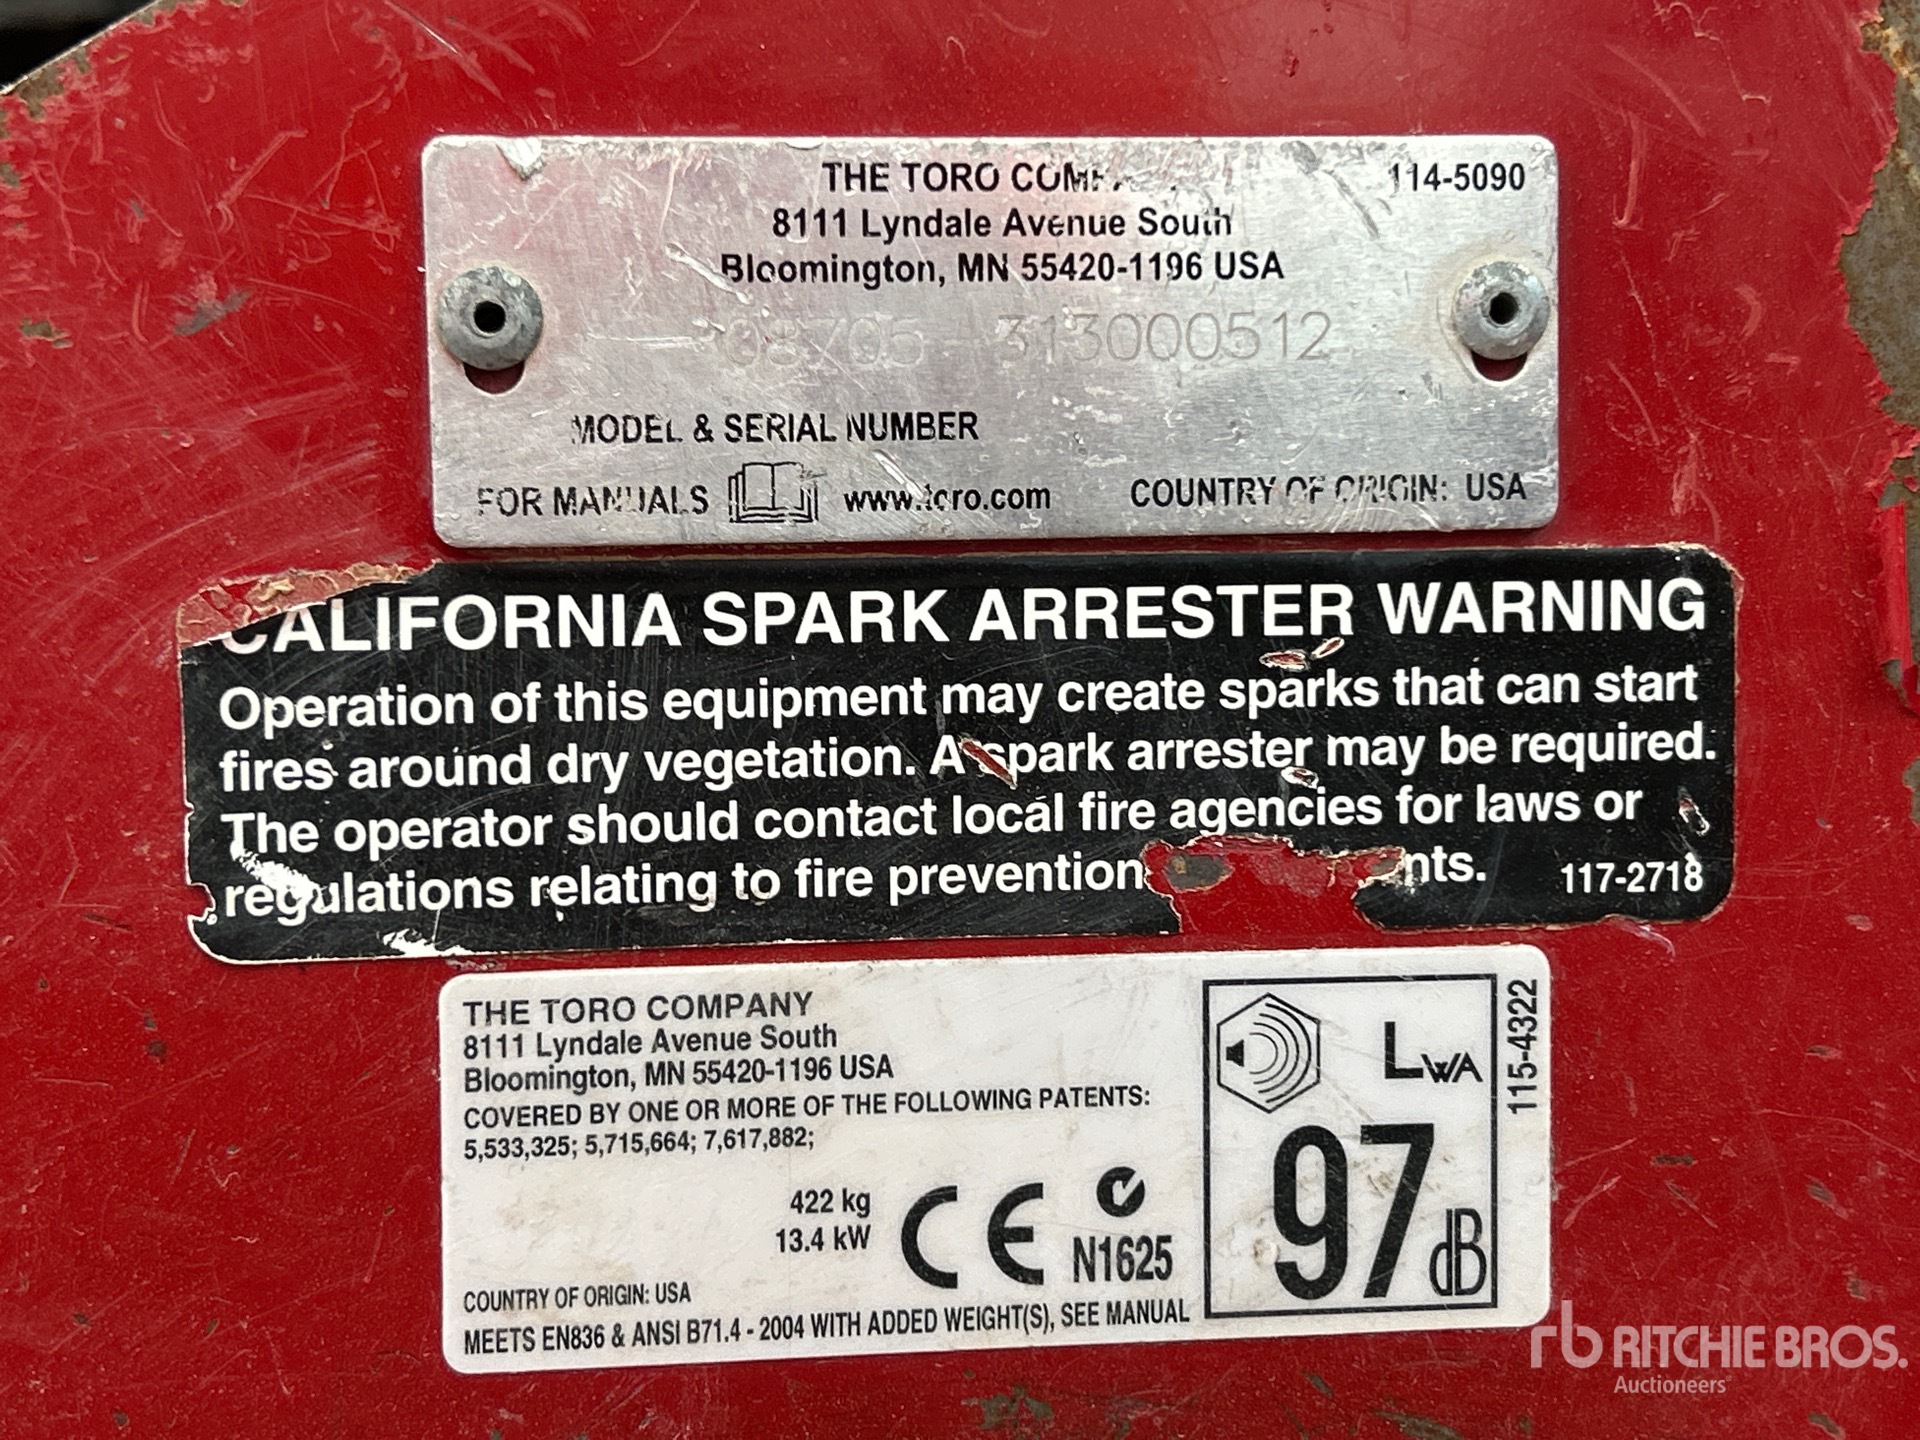 THE TORO 114-5090
8111 Lyndale Avenue South
Bloomington, MN 55420-1196 USA
08705 - 313000512
MODEL & SERIAL NUMBER
FOR MANUALS www.toro.com COUNTRY OF ORIGIN: USA
CALIFORNIA SPARK ARRESTER WARNING
Operation of this equipment may create sparks that can start
fires around dry vegetation. A spark arrester may be required.
The operator should contact local fire agencies for laws or
regulations relating to fire prevention 117-2718
THE TORO COMPANY
8111 Lyndale Avenue South
Bloomington, MN 55420-1196 USA
COVERED BY ONE OR MORE OF THE FOLLOWING PATENTS:
5,533,325; 5,715,664; 7,617,882;
422 kg
13.4 kW
CE
N1625
COUNTRY OF ORIGIN: USA
MEETS EN836 & ANSI B71.4 - 2004 WITH ADDED WEIGHT(S), SEE MANUAL
LWA
97 dB
115-4322
rb RITCHIE BROS.
Auctioneers